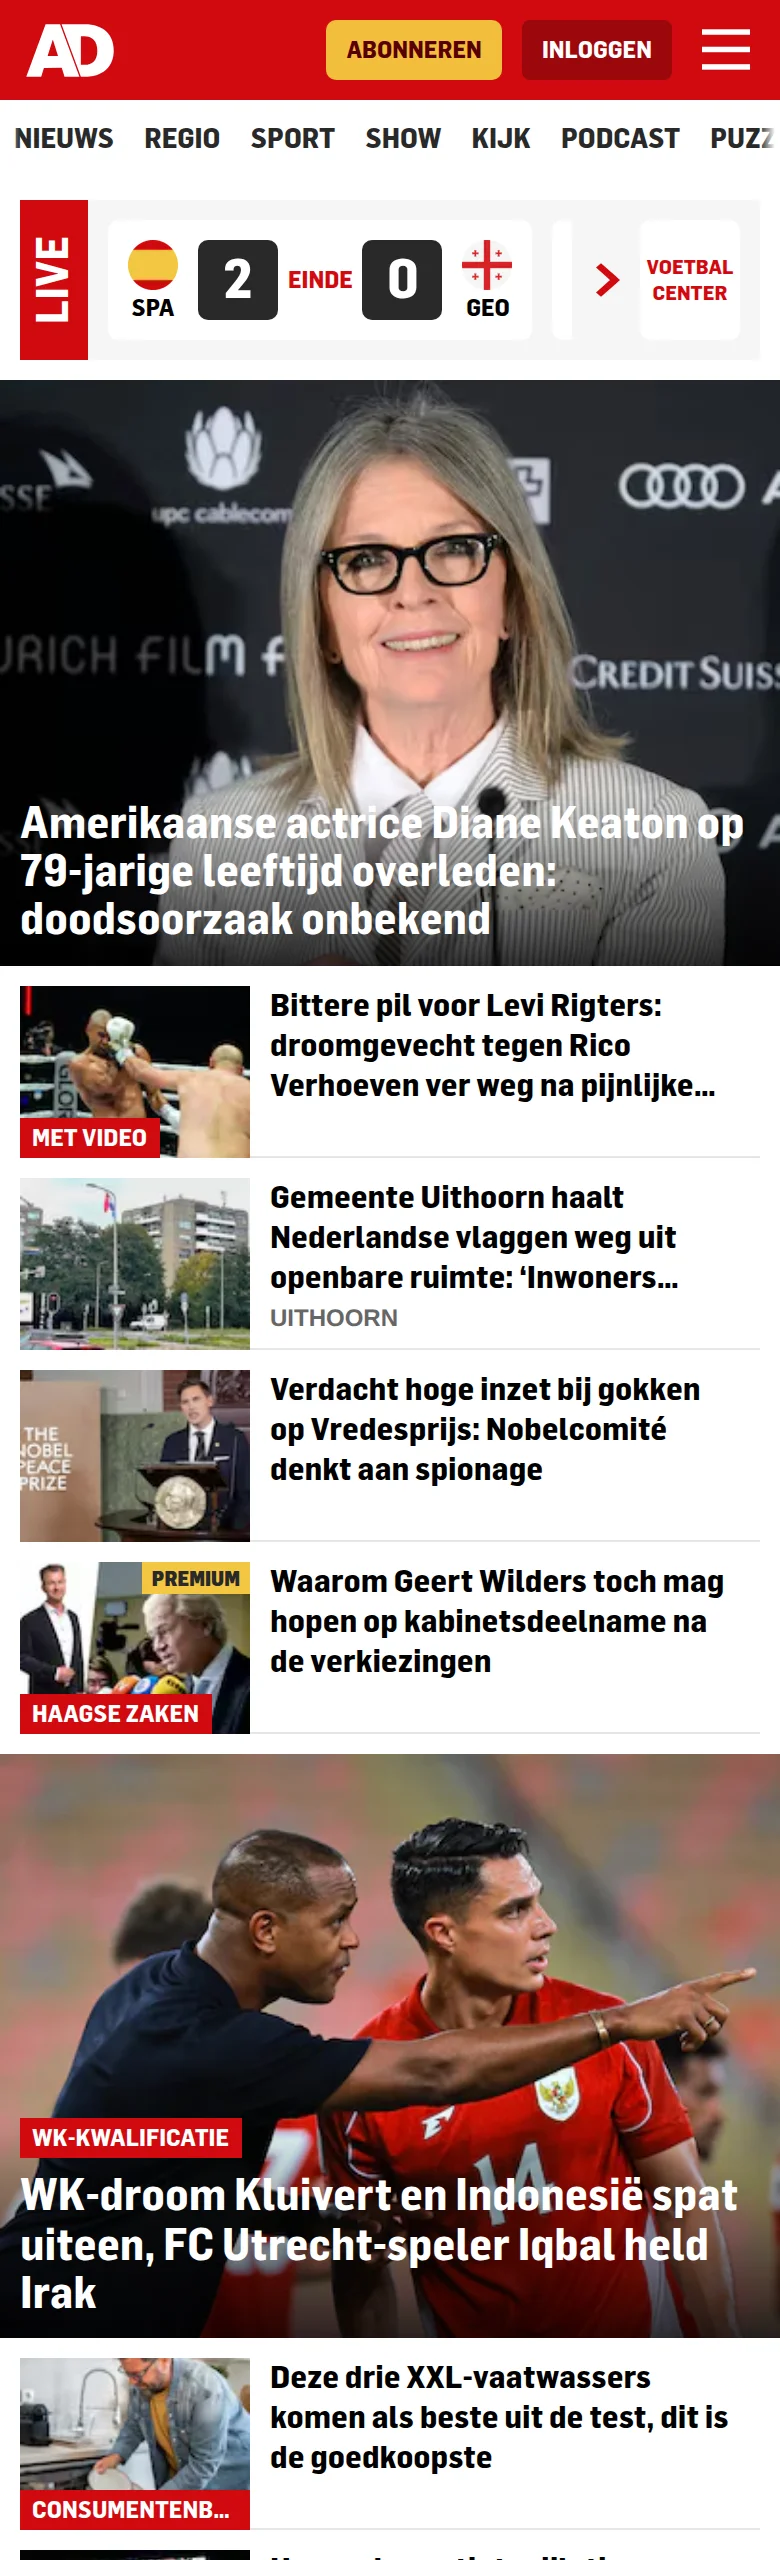 AD
ABONNEREN
INLOGGEN
NIEUWS REGIO SPORT SHOW KIJK PODCAST PUZZ
LIVE
SPA
2
EINDE
0
GEO
VOETBAL
CENTER
upc cablecom
CREDIT SUISS
Amerikaanse actrice Diane Keaton op
79-jarige leeftijd overleden:
doodsoorzaak onbekend
Bittere pil voor Levi Rigters:
droomgevecht tegen Rico
Verhoeven ver weg na pijnlijke...
MET VIDEO
Gemeente Uithoorn haalt
Nederlandse vlaggen weg uit
openbare ruimte: ‘Inwoners...
UITHOORN
THE
NOBEL
PEACE
PRIZE
Verdacht hoge inzet bij gokken
op Vredesprijs: Nobelcomité
denkt aan spionage
PREMIUM
HAAGSE ZAKEN
Waarom Geert Wilders toch mag
hopen op kabinetsdeelname na
de verkiezingen
14
WK-KWALIFICATIE
WK-droom Kluivert en Indonesië spat
uiteen, FC Utrecht-speler Iqbal held
Irak
Deze drie XXL-vaatwassers
komen als beste uit de test, dit is
de goedkoopste
CONSUMENTENB...